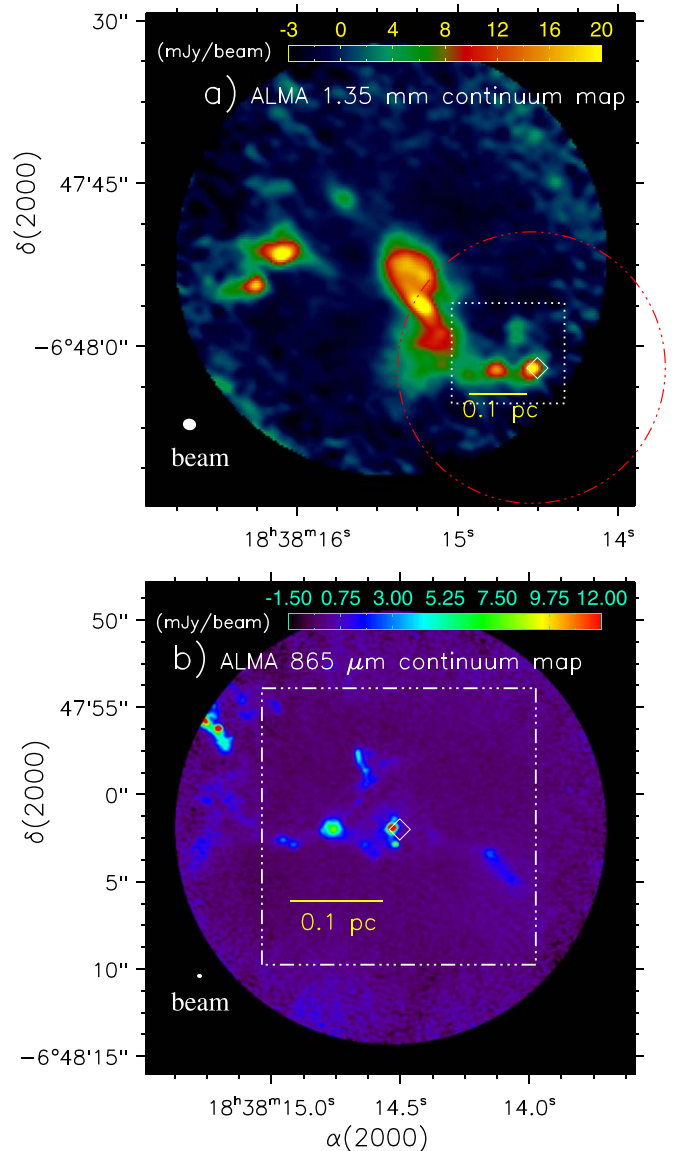 -3 0 4 8 12 16 20
(mJy/beam)
a) ALMA 1.35 mm continuum map
30''
47'45''
−6°48'0''
δ(2000)
0.1 pc
beam
18ʰ38ᵐ16ˢ 15ˢ 14ˢ
-1.50 0.75 3.00 5.25 7.50 9.75 12.00
(mJy/beam)
b) ALMA 865 μm continuum map
50''
47'55''
0''
5''
10''
−6°48'15''
δ(2000)
0.1 pc
beam
18ʰ38ᵐ15.0ˢ 14.5ˢ 14.0ˢ
α(2000)